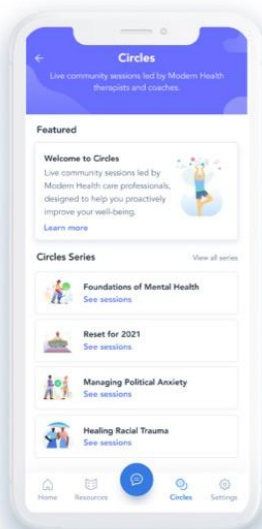 Circles
Live community sessions led by Modern Health
therapists and coaches.
Featured
Welcome to Circles
Live community sessions led by
Modern Health care professionals,
designed to help you proactively
improve your well-being.
Learn more
Circles Series
View all series
Foundations of Mental Health
See sessions
Reset for 2021
See sessions
Managing Political Anxiety
See sessions
Healing Racial Trauma
See sessions
Home
Resources
Circles
Settings